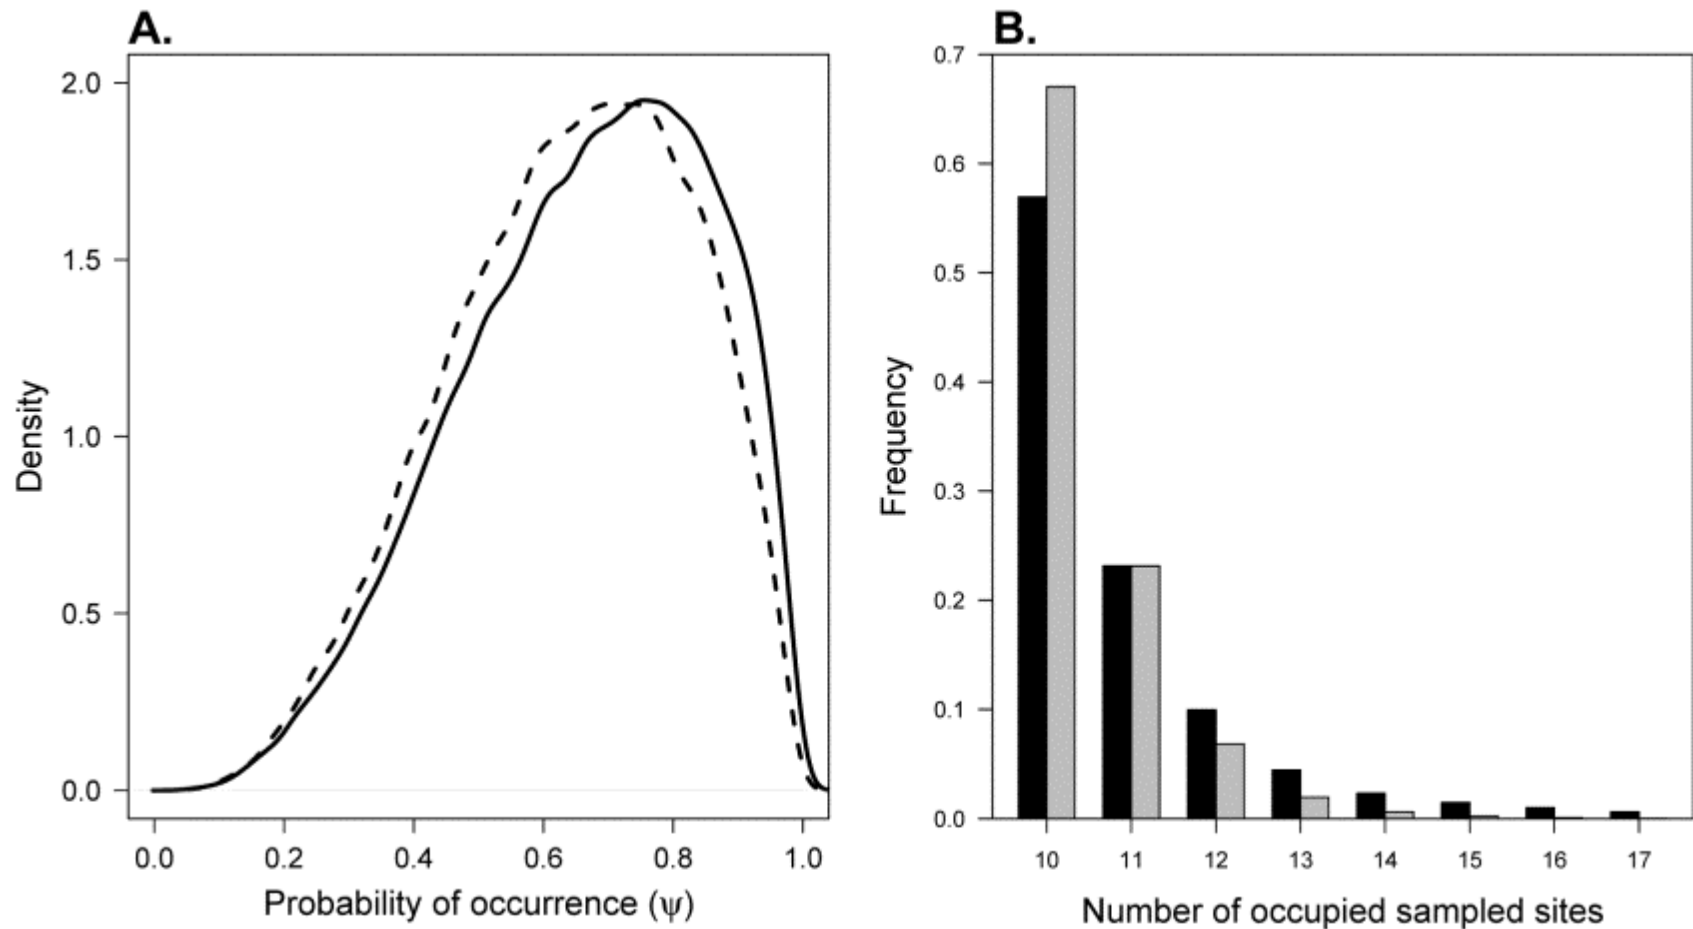 A.
Density
2.0
1.5
1.0
0.5
0.0
0.0 0.2 0.4 0.6 0.8 1.0
Probability of occurrence (ψ)
B.
Frequency
0.7
0.6
0.5
0.4
0.3
0.2
0.1
0.0
10 11 12 13 14 15 16 17
Number of occupied sampled sites